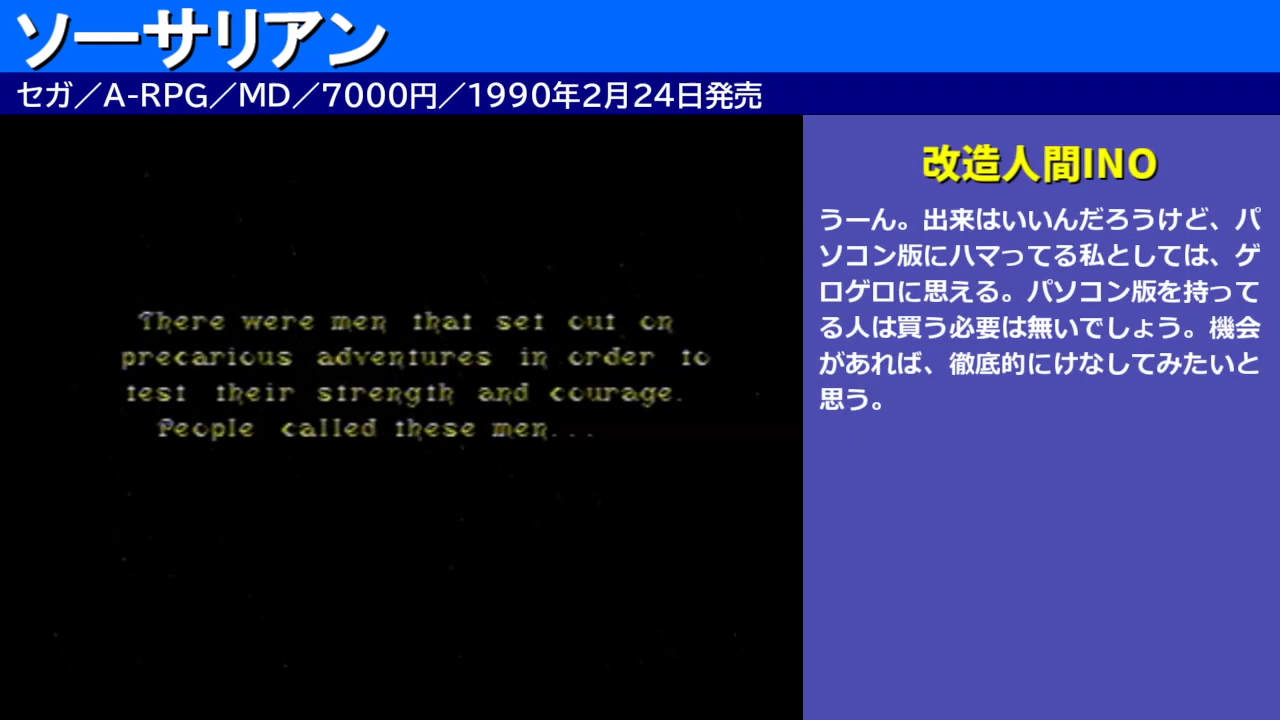 ソーサリアン
セガ／A-RPG／MD／7000円／1990年2月24日発売
There were men that set out on
precarious adventures in order to
test their strength and courage.
People called these men...
改造人間INO
うーん。出来はいいんだろうけど、パ
ソコン版にハマってる私としては、ゲ
ロゲロに思える。パソコン版を持って
る人は買う必要は無いでしょう。機会
があれば、徹底的にけなしてみたいと
思う。